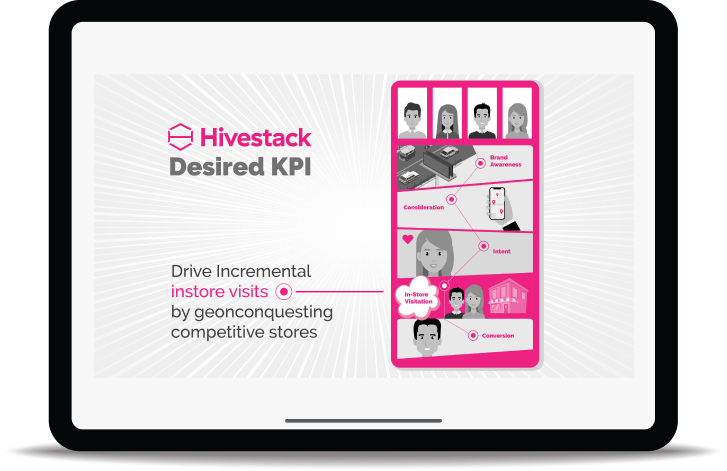 Hivestack
Desired KPI
Drive Incremental
instore visits
by geonconquesting
competitive stores
Brand
Awareness
Consideration
Intent
In-Store
Visitation
Conversion